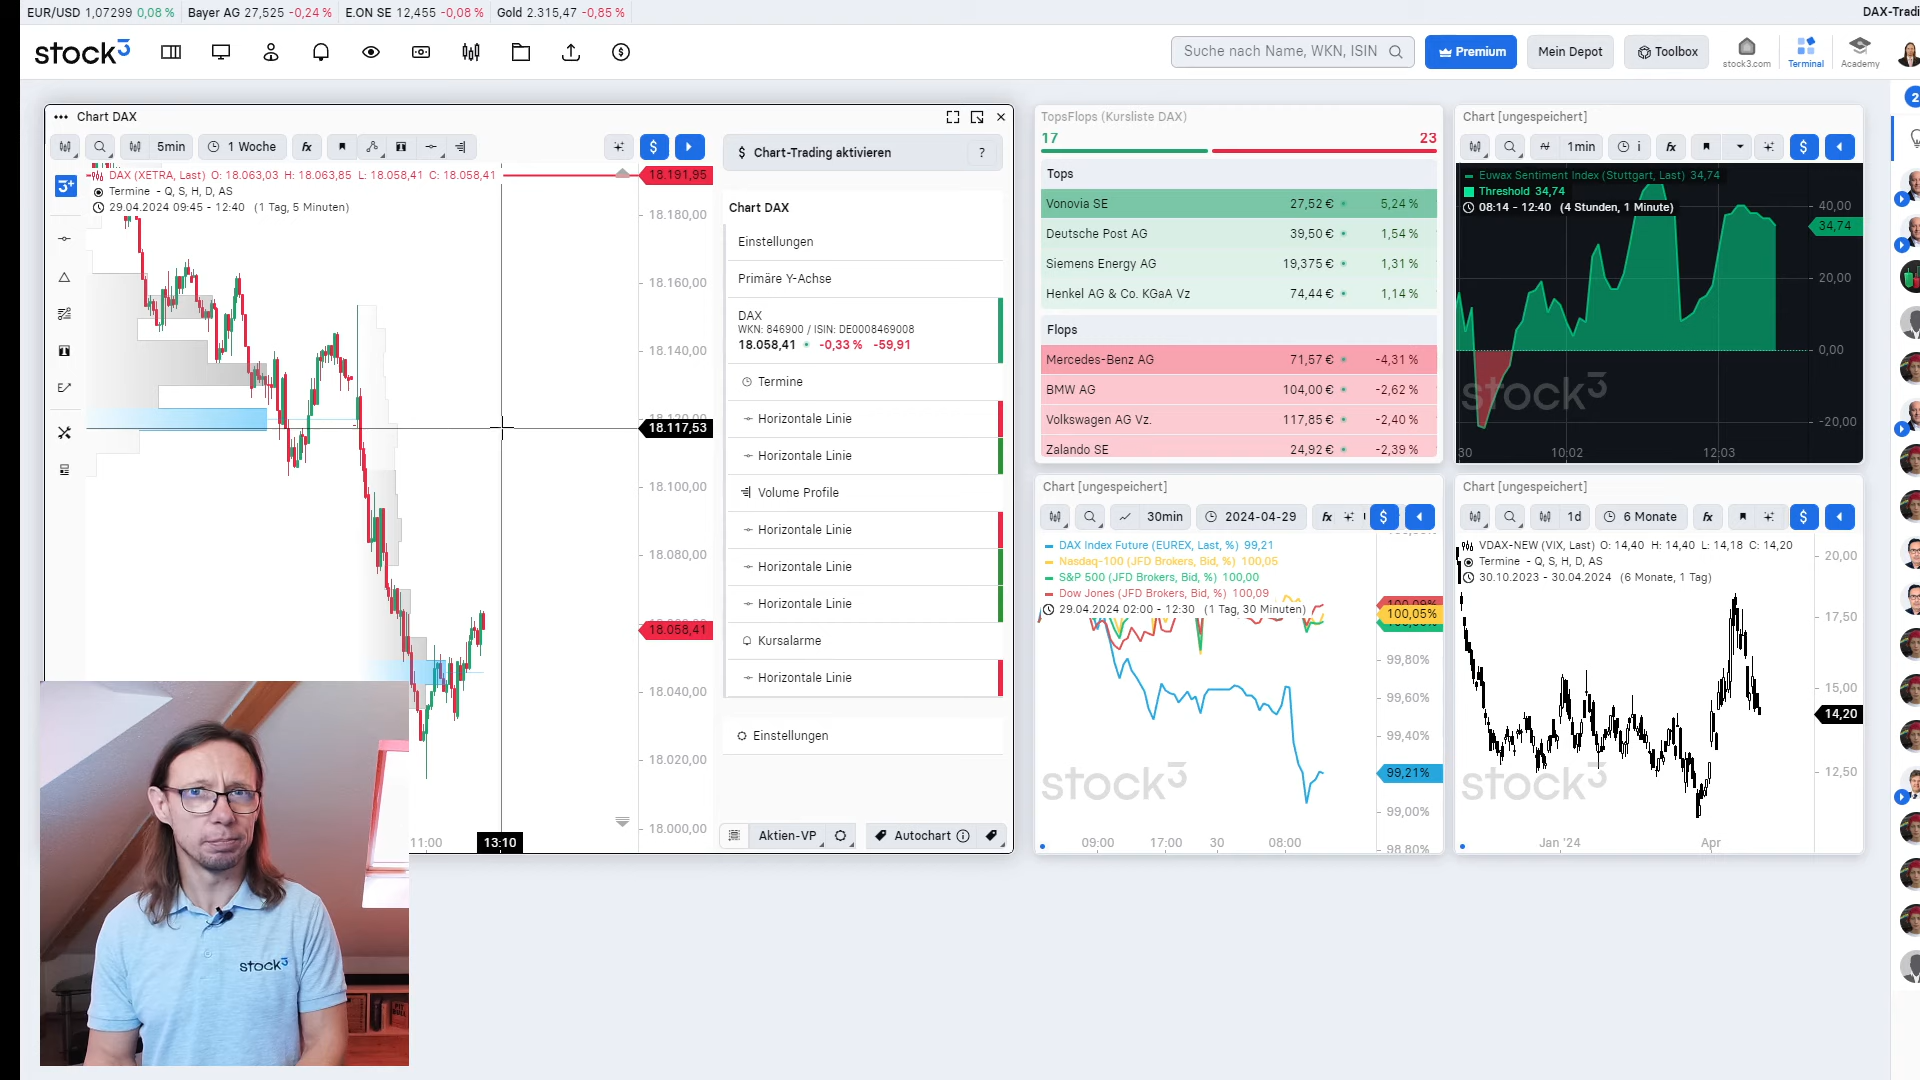 EUR/USD 1,07299 0,08 % Bayer AG 27,525 -0,24 % E.ON SE 12,455 -0,08 % Gold 2.315,47 -0,85 %
DAX-Tradi
stock3
Suche nach Name, WKN, ISIN
Premium
Mein Depot
Toolbox
stock3.com
Terminal
Academy
Chart DAX
5min
1 Woche
fx
$
DAX (XETRA, Last) O: 18.063,03 H: 18.063,85 L: 18.058,41 C: 18.058,41
Termine - Q, S, H, D, AS
29.04.2024 09:45 - 12:40 (1 Tag, 5 Minuten)
18.191,95
18.180,00
18.160,00
18.140,00
18.117,53
18.100,00
18.080,00
18.058,41
18.040,00
18.020,00
18.000,00
11:00
13:10
$ Chart-Trading aktivieren ?
Chart DAX
Einstellungen
Primäre Y-Achse
DAX
WKN: 846900 / ISIN: DE0008469008
18.058,41 -0,33 % -59,91
Termine
Horizontale Linie
Horizontale Linie
Volume Profile
Horizontale Linie
Horizontale Linie
Horizontale Linie
Kursalarme
Horizontale Linie
Einstellungen
Aktien-VP
Autochart
TopsFlops (Kursliste DAX)
17
23
Tops
Vonovia SE 27,52 € 5,24 %
Deutsche Post AG 39,50 € 1,54 %
Siemens Energy AG 19,375 € 1,31 %
Henkel AG & Co. KGaA Vz 74,44 € 1,14 %
Flops
Mercedes-Benz AG 71,57 € -4,31 %
BMW AG 104,00 € -2,62 %
Volkswagen AG Vz. 117,85 € -2,40 %
Zalando SE 24,92 € -2,39 %
Chart [ungespeichert]
1min
i
fx
$
Euwax Sentiment Index (Stuttgart, Last) 34,74
Threshold 34,74
08:14 - 12:40 (4 Stunden, 1 Minute)
40,00
34,74
20,00
0,00
-20,00
stock3
30
10:02
12:03
Chart [ungespeichert]
30min
2024-04-29
fx
$
DAX Index Future (EUREX, Last, %) 99,21
Nasdaq-100 (JFD Brokers, Bid, %) 100,05
S&P 500 (JFD Brokers, Bid, %) 100,00
Dow Jones (JFD Brokers, Bid, %) 100,09
29.04.2024 02:00 - 12:30 (1 Tag, 30 Minuten)
100,05%
99,80%
99,60%
99,40%
99,21%
99,00%
98,80%
stock3
09:00
17:00
30
08:00
Chart [ungespeichert]
1d
6 Monate
fx
$
VDAX-NEW (VIX, Last) O: 14,40 H: 14,40 L: 14,18 C: 14,20
Termine - Q, S, H, D, AS
30.10.2023 - 30.04.2024 (6 Monate, 1 Tag)
20,00
17,50
15,00
14,20
12,50
stock3
Jan '24
Apr
2
stock3